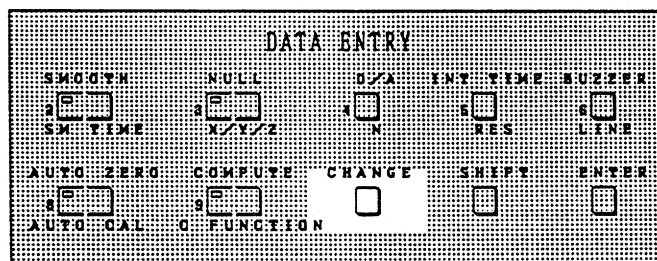 DATA ENTRY
SMOOTH NULL D/A INT TIME BUZZER
2 3 4 5 6
SM TIME X/Y/Z N RES LINE
AUTO ZERO COMPUTE CHANGE SHIFT ENTER
8 9
AUTO CAL C FUNCTION